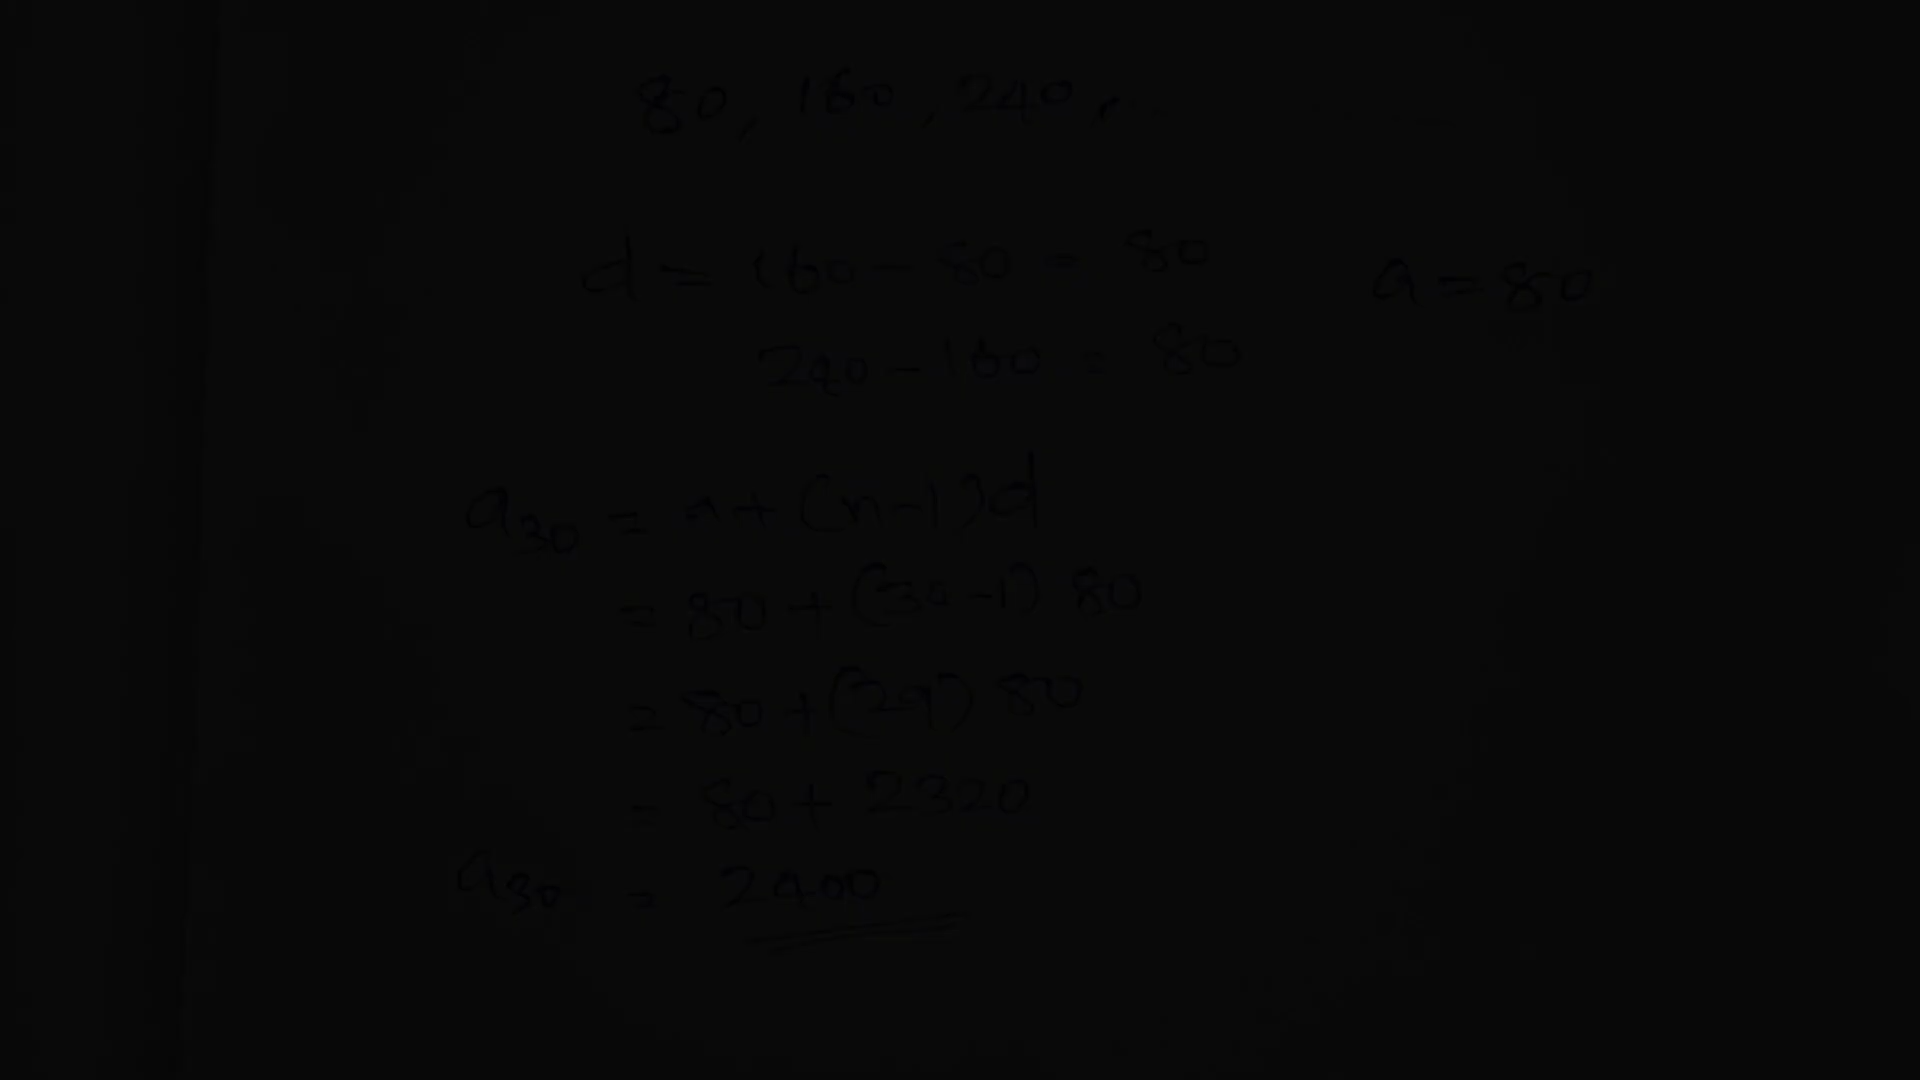 80, 160, 240, ...
d = 160 - 80 = 80
a = 80
240 - 160 = 80
a30 = a + (n-1)d
= 80 + (30-1) 80
= 80 + (29) 80
= 80 + 2320
a30 = 2400